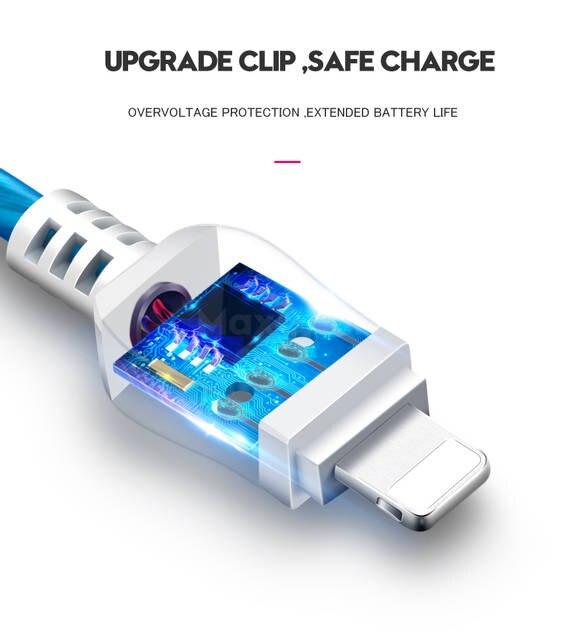 UPGRADE CLIP ,SAFE CHARGE
OVERVOLTAGE PROTECTION ,EXTENDED BATTERY LIFE